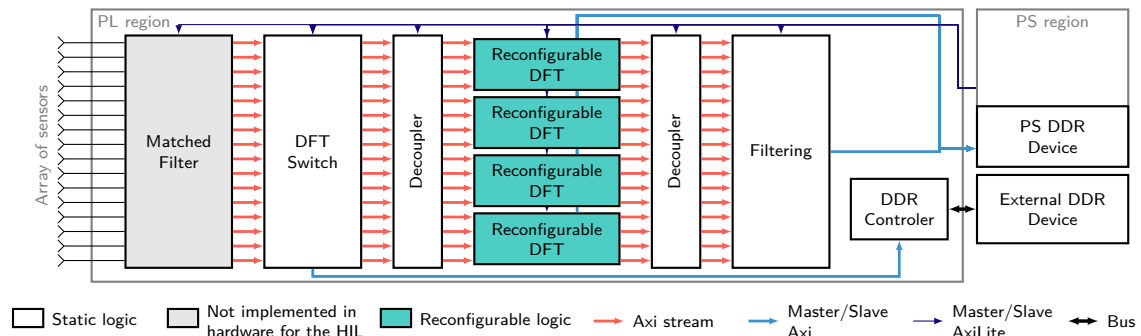 PL region
PS region
Array of sensors
Matched
Filter
DFT
Switch
Decoupler
Reconfigurable
DFT
Reconfigurable
DFT
Reconfigurable
DFT
Reconfigurable
DFT
Decoupler
Filtering
DDR
Controler
PS DDR
Device
External DDR
Device
Static logic
Not implemented in
hardware for the HIL
Reconfigurable logic
Axi stream
Master/Slave
Axi
Master/Slave
AxiLite
Bus